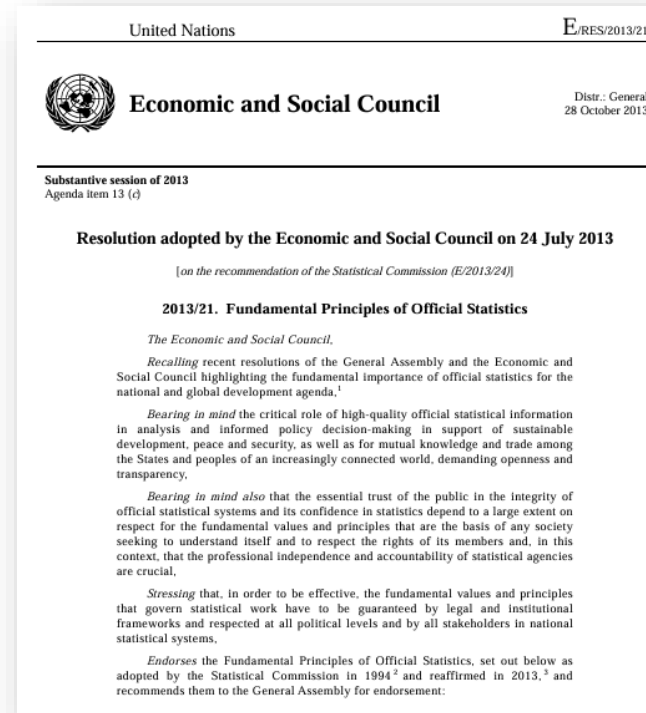 United Nations
E/RES/2013/21
Economic and Social Council
Distr.: General
28 October 2013
Substantive session of 2013
Agenda item 13 (c)
Resolution adopted by the Economic and Social Council on 24 July 2013
[on the recommendation of the Statistical Commission (E/2013/24)]
2013/21. Fundamental Principles of Official Statistics
The Economic and Social Council,
Recalling recent resolutions of the General Assembly and the Economic and
Social Council highlighting the fundamental importance of official statistics for the
national and global development agenda,1
Bearing in mind the critical role of high-quality official statistical information
in analysis and informed policy decision-making in support of sustainable
development, peace and security, as well as for mutual knowledge and trade among
the States and peoples of an increasingly connected world, demanding openness and
transparency,
Bearing in mind also that the essential trust of the public in the integrity of
official statistical systems and its confidence in statistics depend to a large extent on
respect for the fundamental values and principles that are the basis of any society
seeking to understand itself and to respect the rights of its members and, in this
context, that the professional independence and accountability of statistical agencies
are crucial,
Stressing that, in order to be effective, the fundamental values and principles
that govern statistical work have to be guaranteed by legal and institutional
frameworks and respected at all political levels and by all stakeholders in national
statistical systems,
Endorses the Fundamental Principles of Official Statistics, set out below as
adopted by the Statistical Commission in 1994 2 and reaffirmed in 2013, 3 and
recommends them to the General Assembly for endorsement: